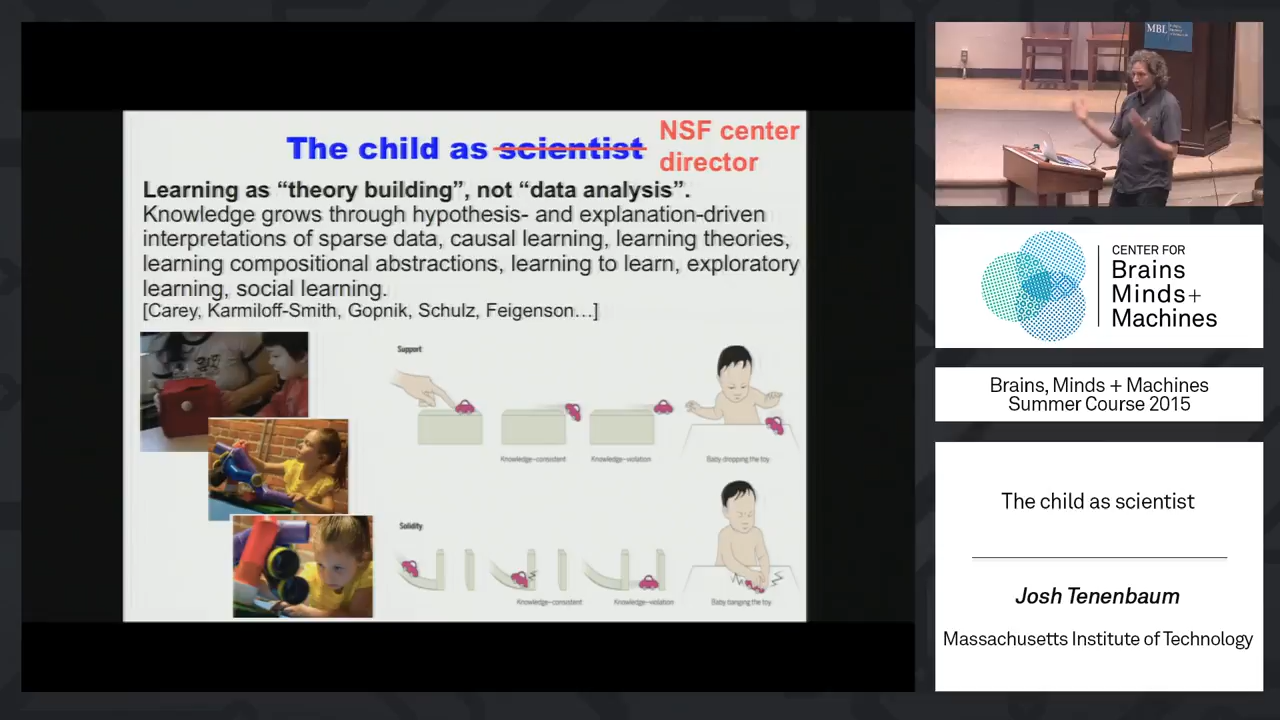 The child as scientist NSF center
director
Learning as “theory building”, not “data analysis”.
Knowledge grows through hypothesis- and explanation-driven
interpretations of sparse data, causal learning, learning theories,
learning compositional abstractions, learning to learn, exploratory
learning, social learning.
[Carey, Karmiloff-Smith, Gopnik, Schulz, Feigenson…]
Support
Knowledge-consistent
Knowledge-violation
Baby dropping the toy
Solidity
Knowledge-consistent
Knowledge-violation
Baby banging the toy
MBL
CENTER FOR
Brains
Minds+
Machines
Brains, Minds + Machines
Summer Course 2015
The child as scientist
Josh Tenenbaum
Massachusetts Institute of Technology